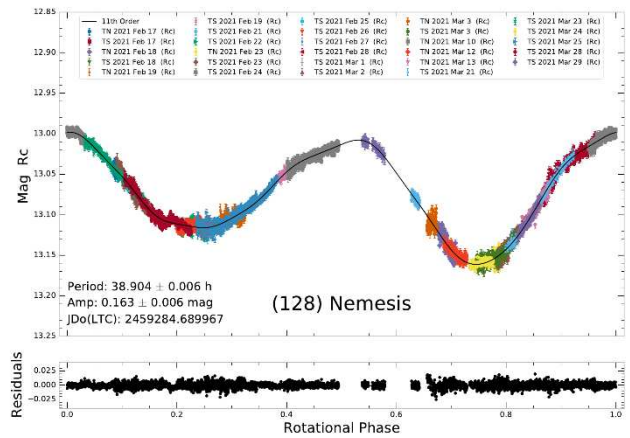 12.85
12.90
12.95
13.00
13.05
13.10
13.15
13.20
13.25
Mag Rc
11th Order
TN 2021 Feb 17 (Rc)
TS 2021 Feb 17 (Rc)
TN 2021 Feb 18 (Rc)
TS 2021 Feb 18 (Rc)
TN 2021 Feb 19 (Rc)
TS 2021 Feb 19 (Rc)
TS 2021 Feb 21 (Rc)
TS 2021 Feb 22 (Rc)
TN 2021 Feb 23 (Rc)
TS 2021 Feb 23 (Rc)
TS 2021 Feb 24 (Rc)
TS 2021 Feb 25 (Rc)
TS 2021 Feb 26 (Rc)
TS 2021 Feb 27 (Rc)
TS 2021 Feb 28 (Rc)
TS 2021 Mar 1 (Rc)
TS 2021 Mar 2 (Rc)
TN 2021 Mar 3 (Rc)
TS 2021 Mar 3 (Rc)
TN 2021 Mar 10 (Rc)
TN 2021 Mar 12 (Rc)
TN 2021 Mar 13 (Rc)
TS 2021 Mar 21 (Rc)
TS 2021 Mar 23 (Rc)
TS 2021 Mar 24 (Rc)
TS 2021 Mar 25 (Rc)
TS 2021 Mar 28 (Rc)
TS 2021 Mar 29 (Rc)
Period: 38.904 ± 0.006 h
Amp: 0.163 ± 0.006 mag
JDo(LTC): 2459284.689967
(128) Nemesis
Residuals
0.025
0.000
−0.025
0.0 0.2 0.4 0.6 0.8 1.0
Rotational Phase